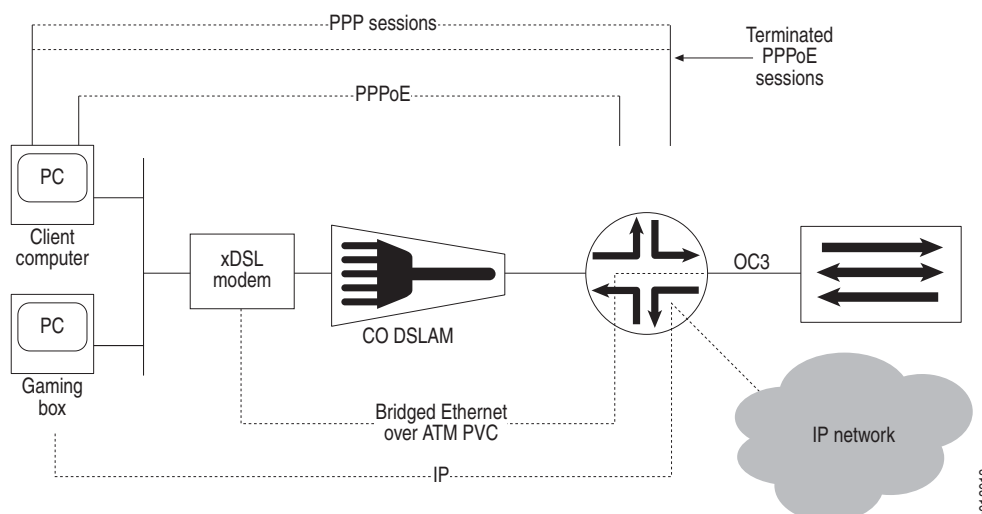 PPP sessions
Terminated
PPPoE
sessions
PPPoE
PC
Client
computer
xDSL
modem
CO DSLAM
OC3
PC
Gaming
box
Bridged Ethernet
over ATM PVC
IP network
IP